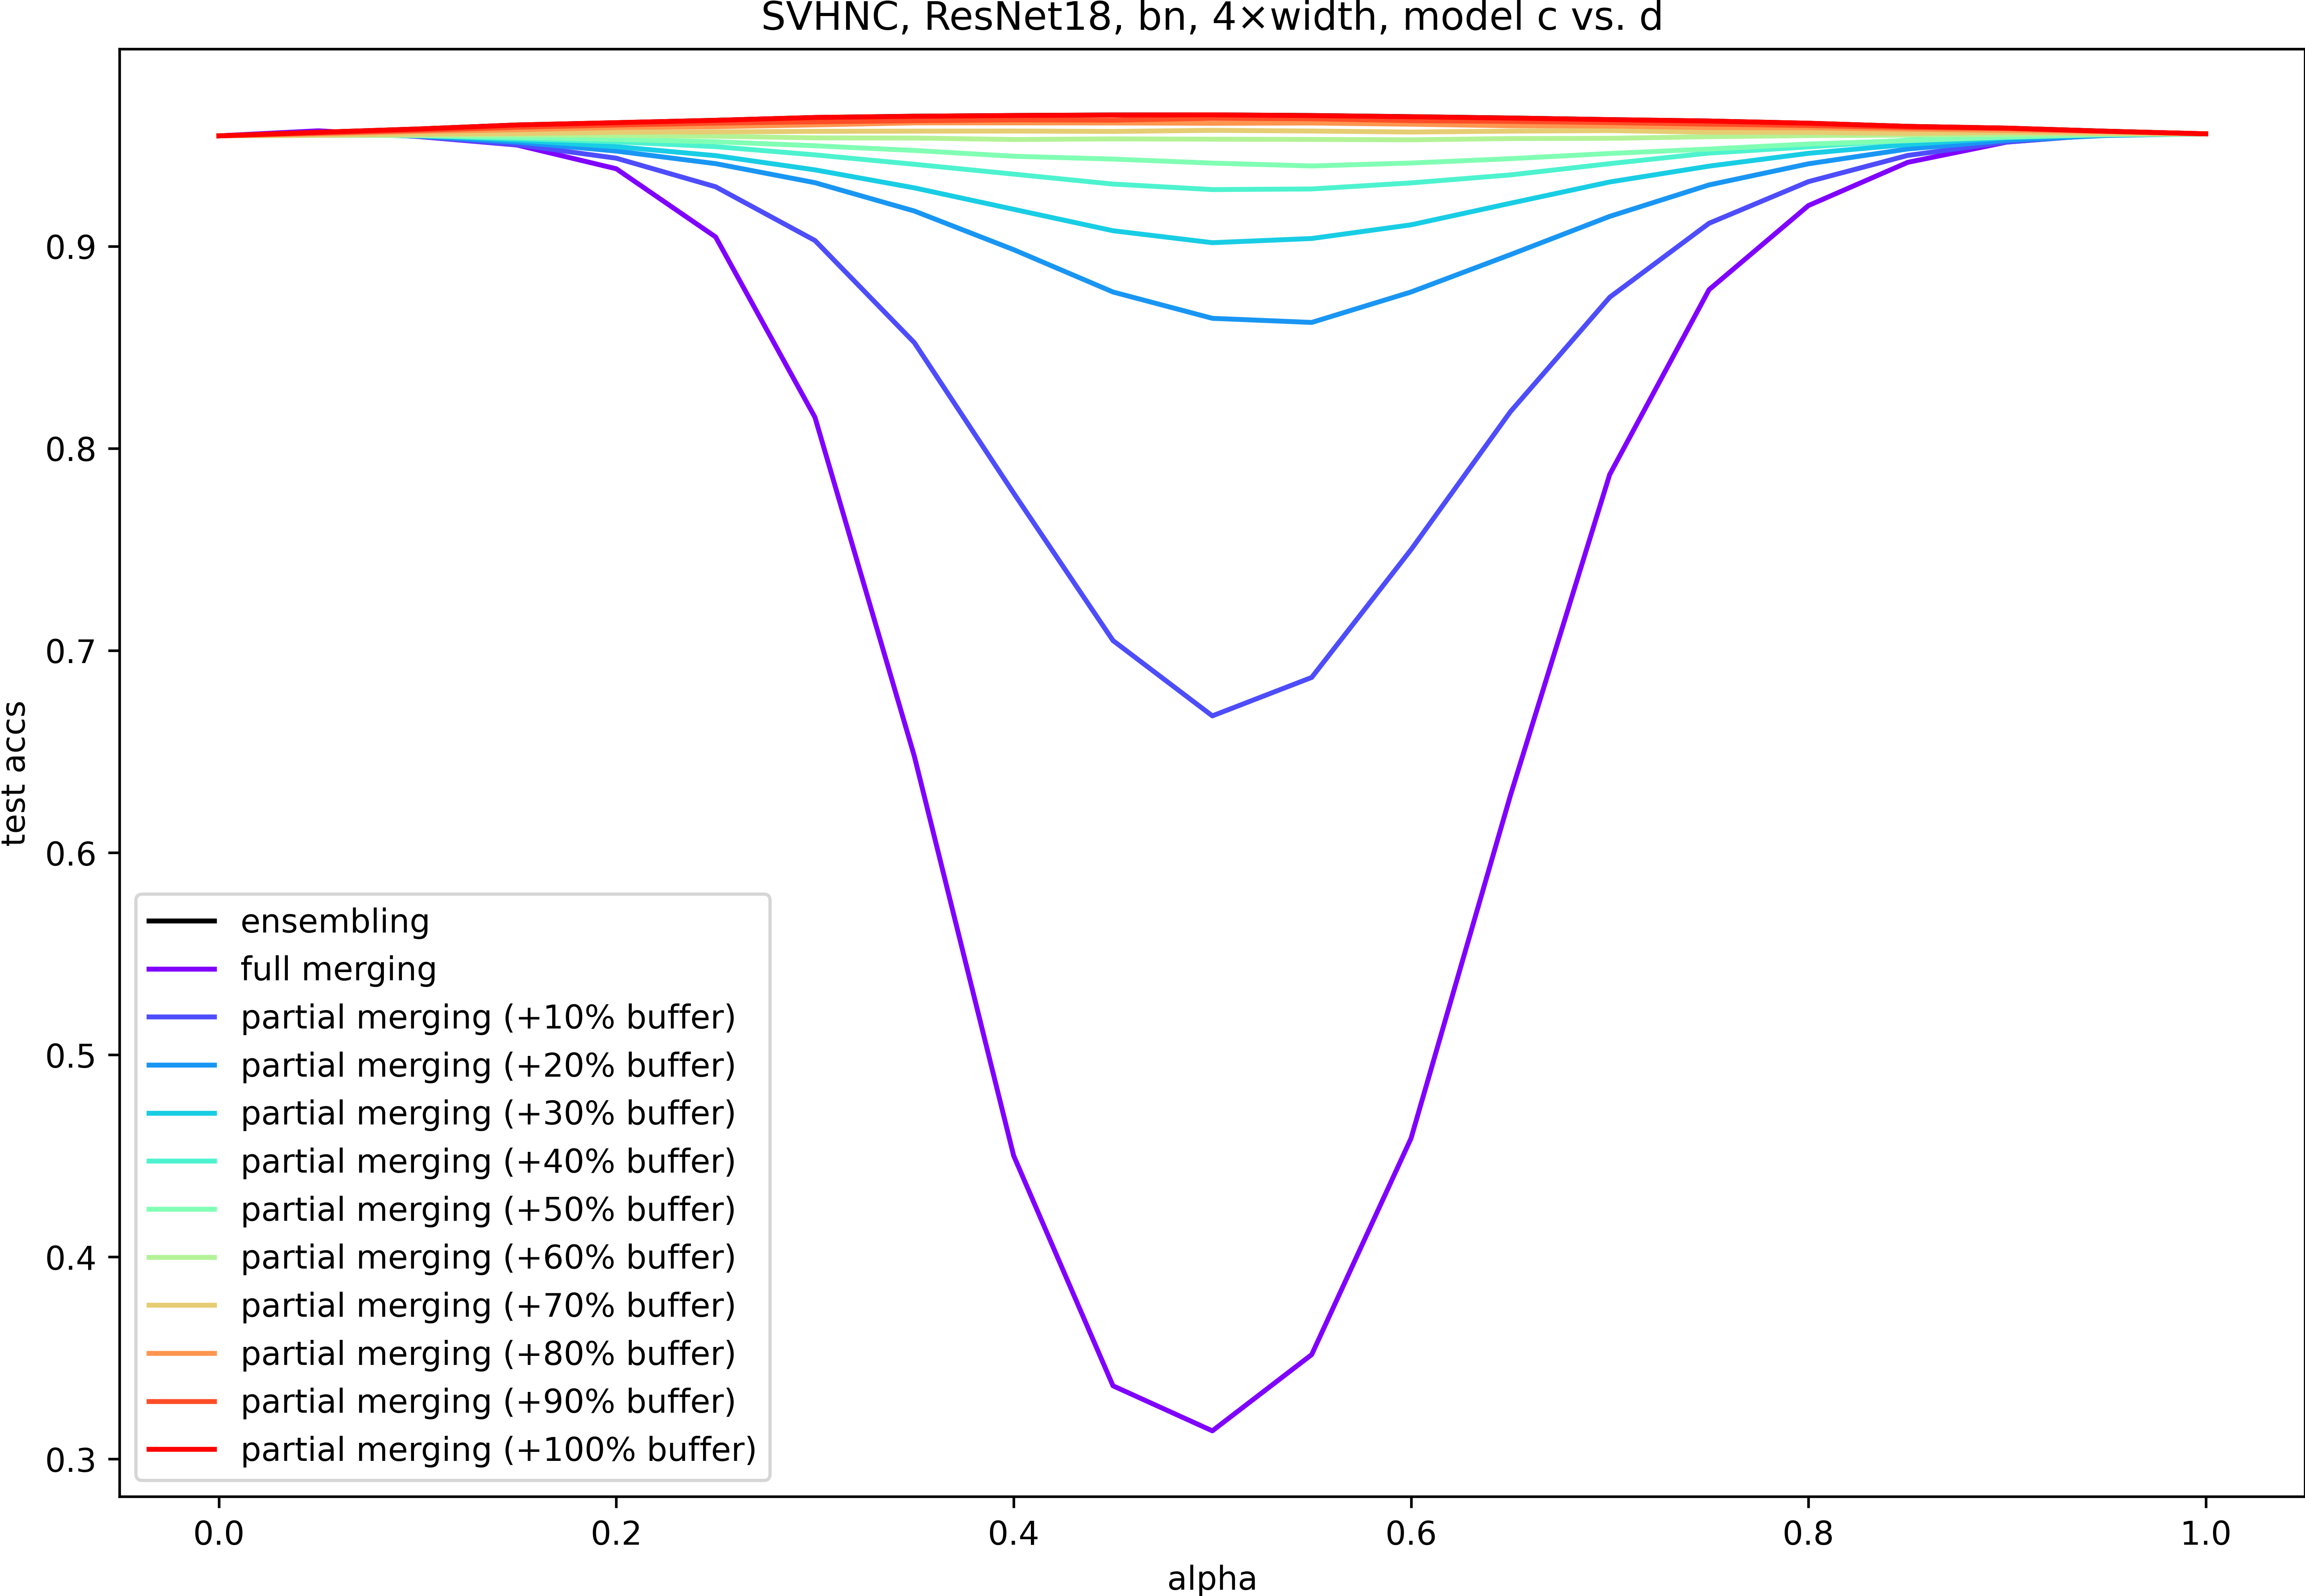 SVHNC, ResNet18, bn, 4×width, model c vs. d
test accs
0.9
0.8
0.7
0.6
0.5
0.4
0.3
ensembling
full merging
partial merging (+10% buffer)
partial merging (+20% buffer)
partial merging (+30% buffer)
partial merging (+40% buffer)
partial merging (+50% buffer)
partial merging (+60% buffer)
partial merging (+70% buffer)
partial merging (+80% buffer)
partial merging (+90% buffer)
partial merging (+100% buffer)
0.0 0.2 0.4 0.6 0.8 1.0
alpha